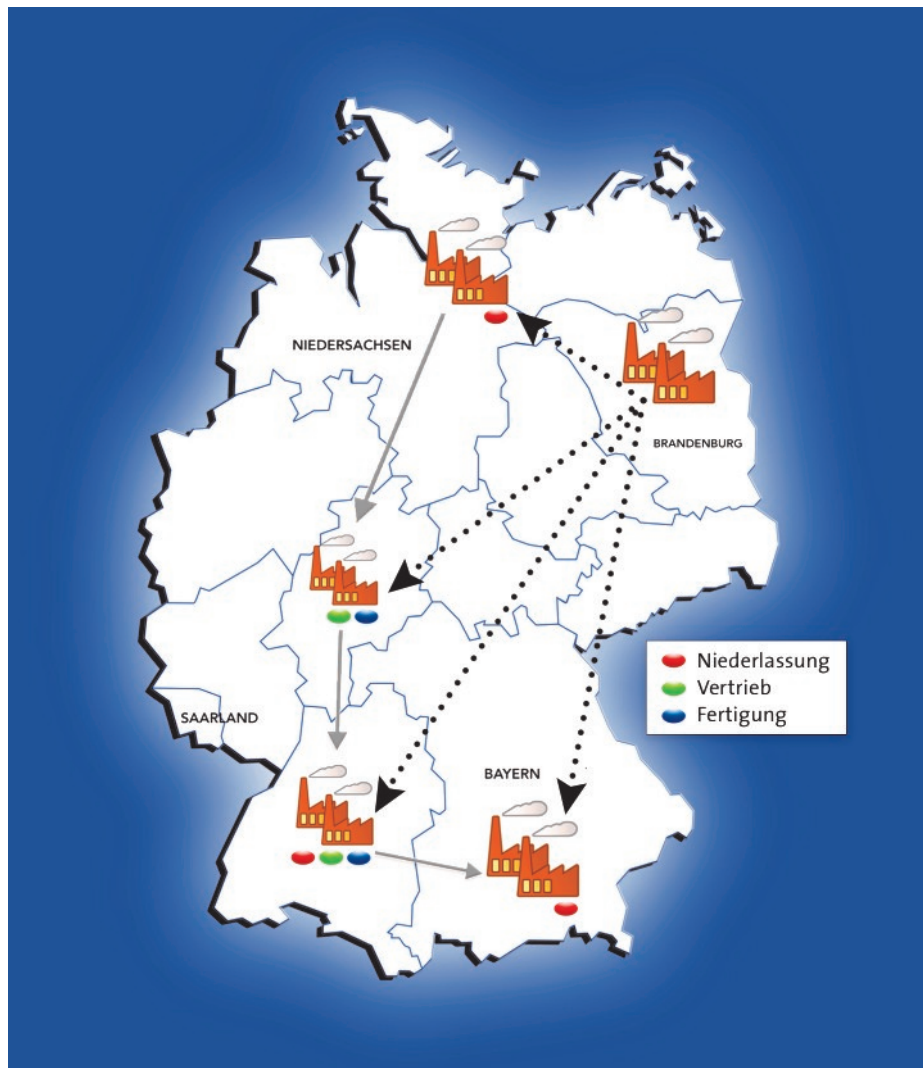 NIEDERSACHSEN
BRANDENBURG
Niederlassung
Vertrieb
Fertigung
SAARLAND
BAYERN